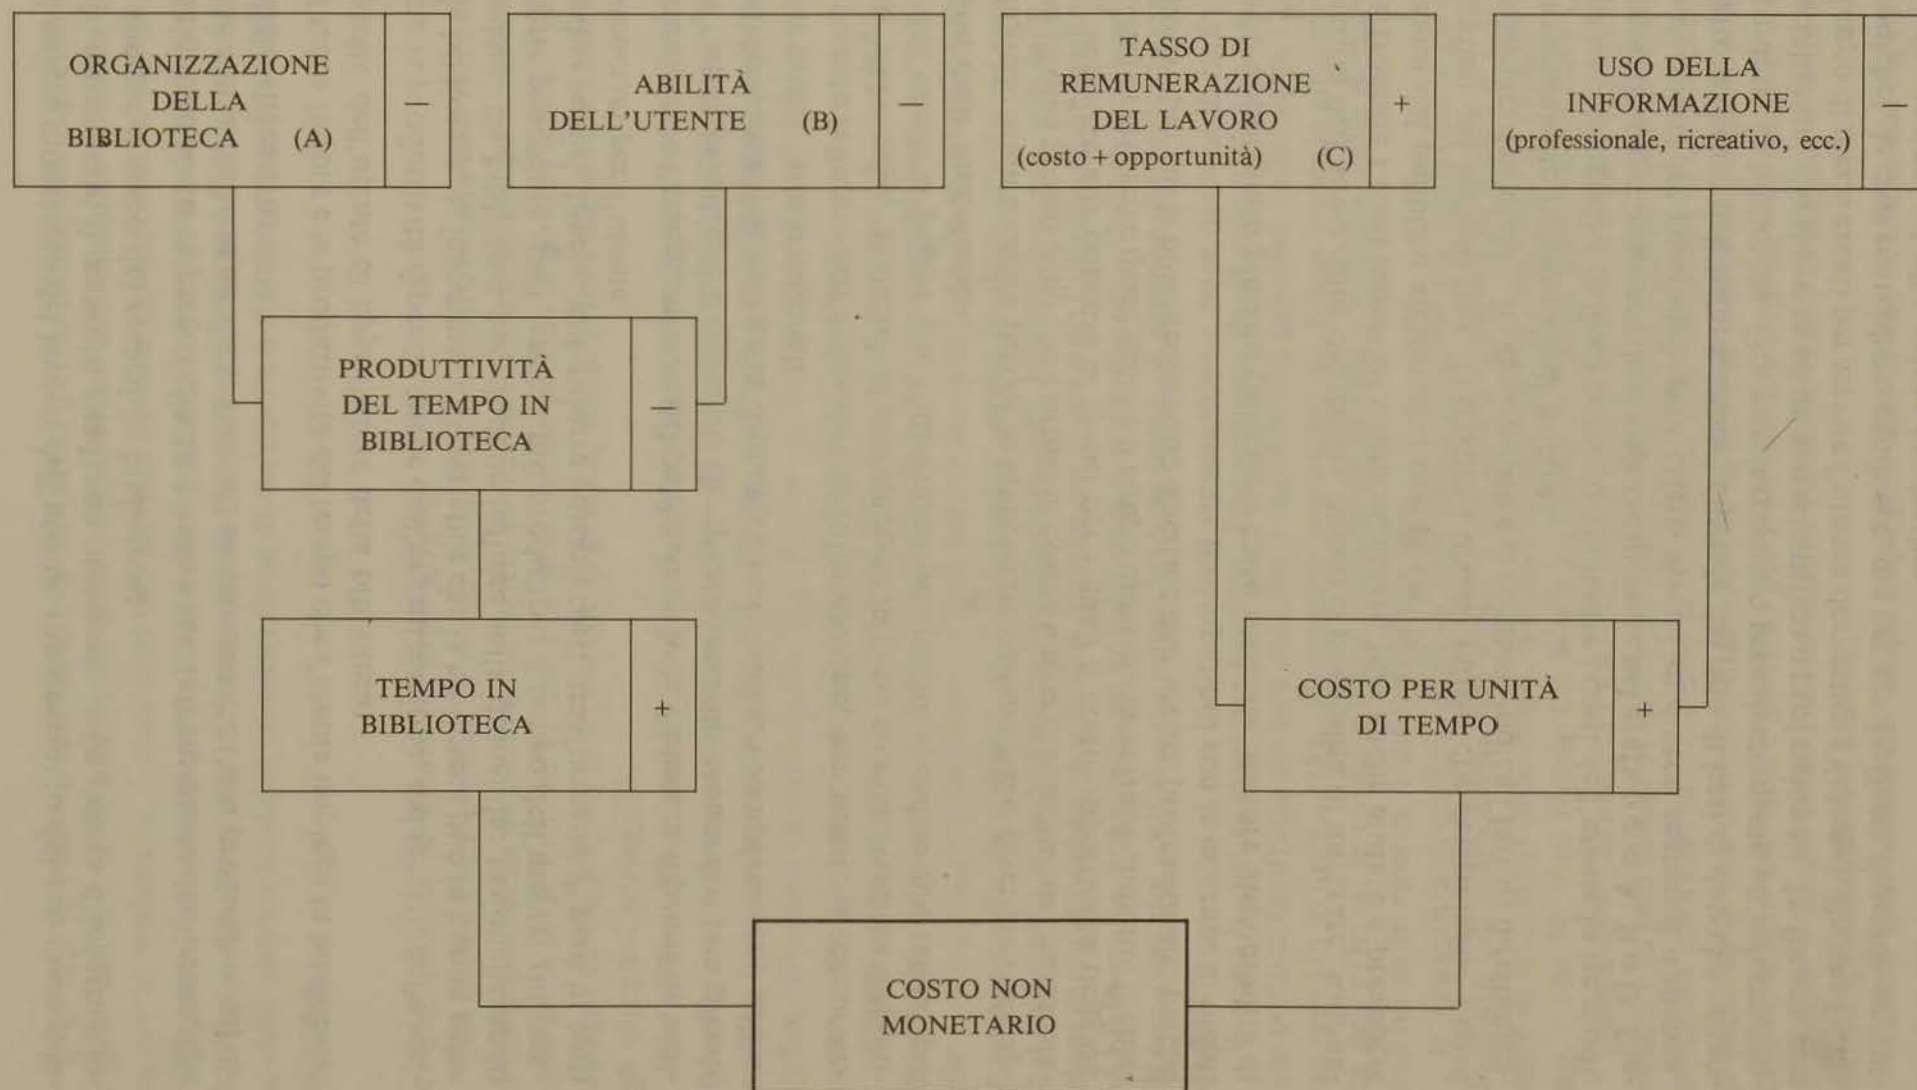 ORGANIZZAZIONE
DELLA
BIBLIOTECA (A)
—
ABILITÀ
DELL'UTENTE (B)
—
TASSO DI
REMUNERAZIONE
DEL LAVORO
(costo + opportunità) (C)
+
USO DELLA
INFORMAZIONE
(professionale, ricreativo, ecc.)
—
PRODUTTIVITÀ
DEL TEMPO IN
BIBLIOTECA
—
TEMPO IN
BIBLIOTECA
+
COSTO PER UNITÀ
DI TEMPO
+
COSTO NON
MONETARIO